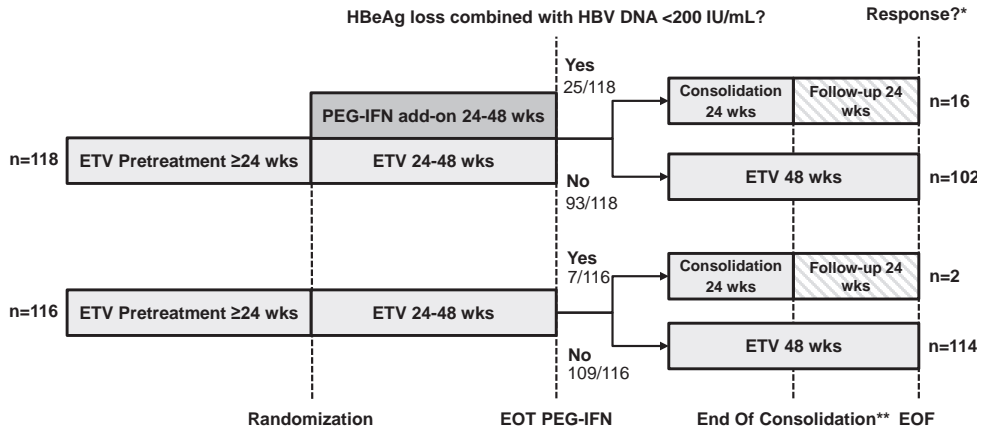 HBeAg loss combined with HBV DNA <200 IU/mL?
Response?*
Yes
25/118
PEG-IFN add-on 24-48 wks
Consolidation
24 wks
Follow-up 24
wks
n=16
n=118
ETV Pretreatment ≥24 wks
ETV 24-48 wks
No
93/118
ETV 48 wks
n=102
Yes
7/116
Consolidation
24 wks
Follow-up 24
wks
n=2
n=116
ETV Pretreatment ≥24 wks
ETV 24-48 wks
No
109/116
ETV 48 wks
n=114
Randomization
EOT PEG-IFN
End Of Consolidation**
EOF